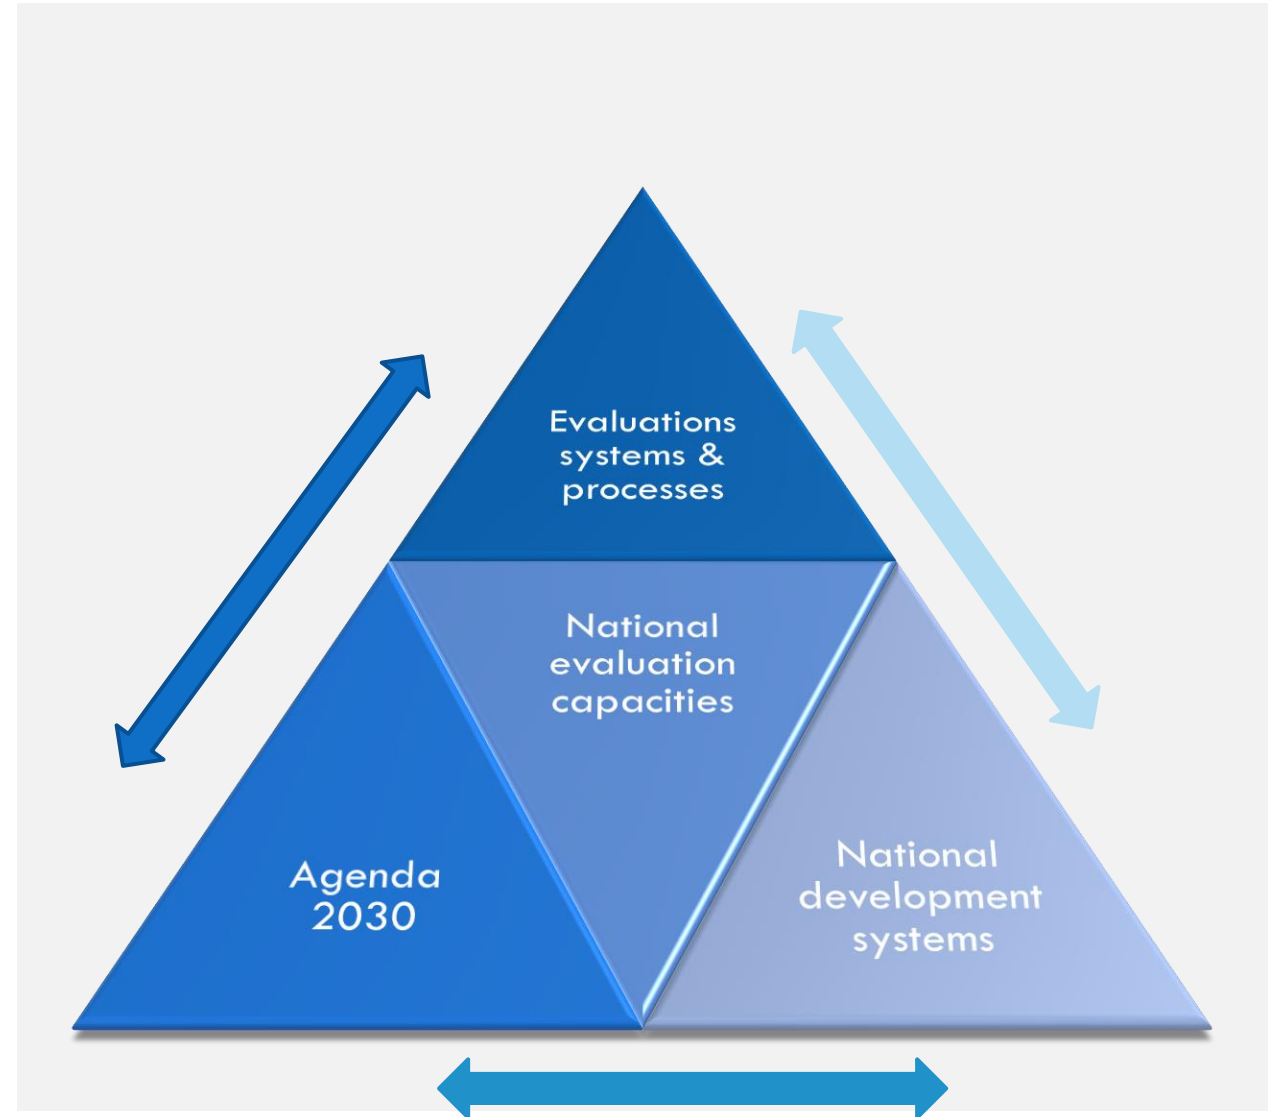 Evaluations
systems &
processes
National
evaluation
capacities
Agenda
2030
National
development
systems